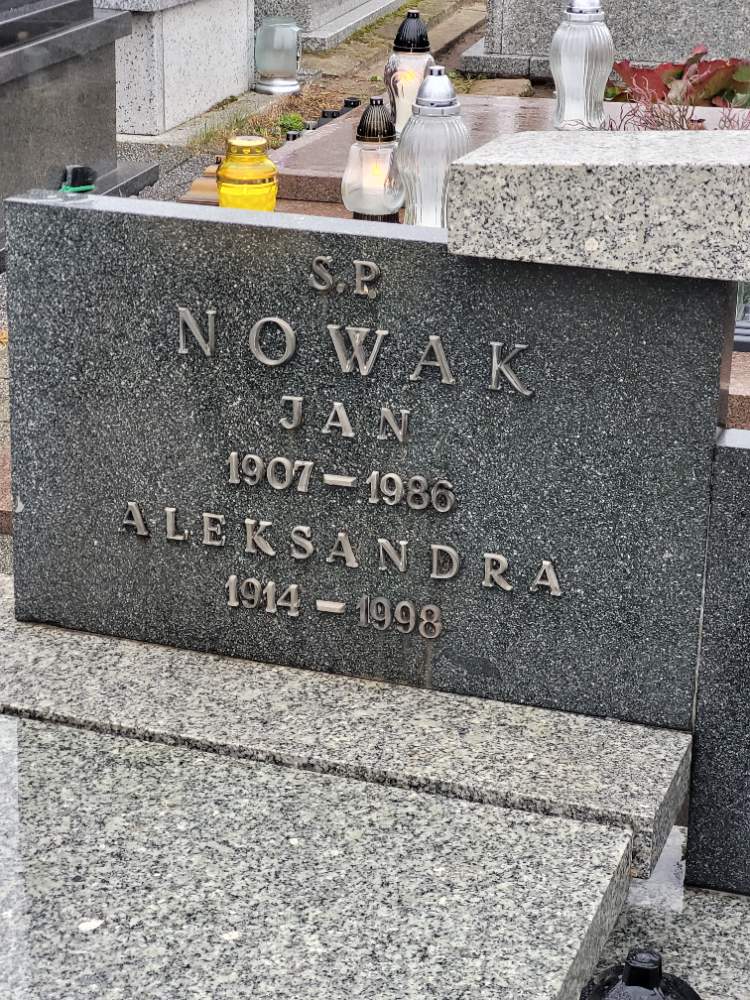 S.P.
NOWAK
JAN
1907-1986
ALEKSANDRA
1914-1998